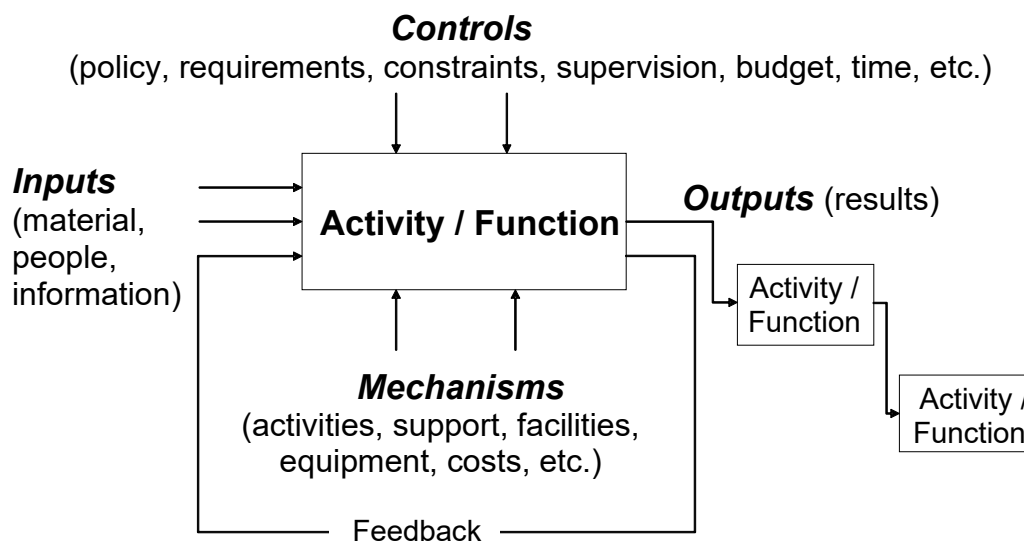 Controls
(policy, requirements, constraints, supervision, budget, time, etc.)
Inputs
(material,
people,
information)
Activity / Function
Outputs (results)
Activity /
Function
Activity /
Function
Mechanisms
(activities, support, facilities,
equipment, costs, etc.)
Feedback